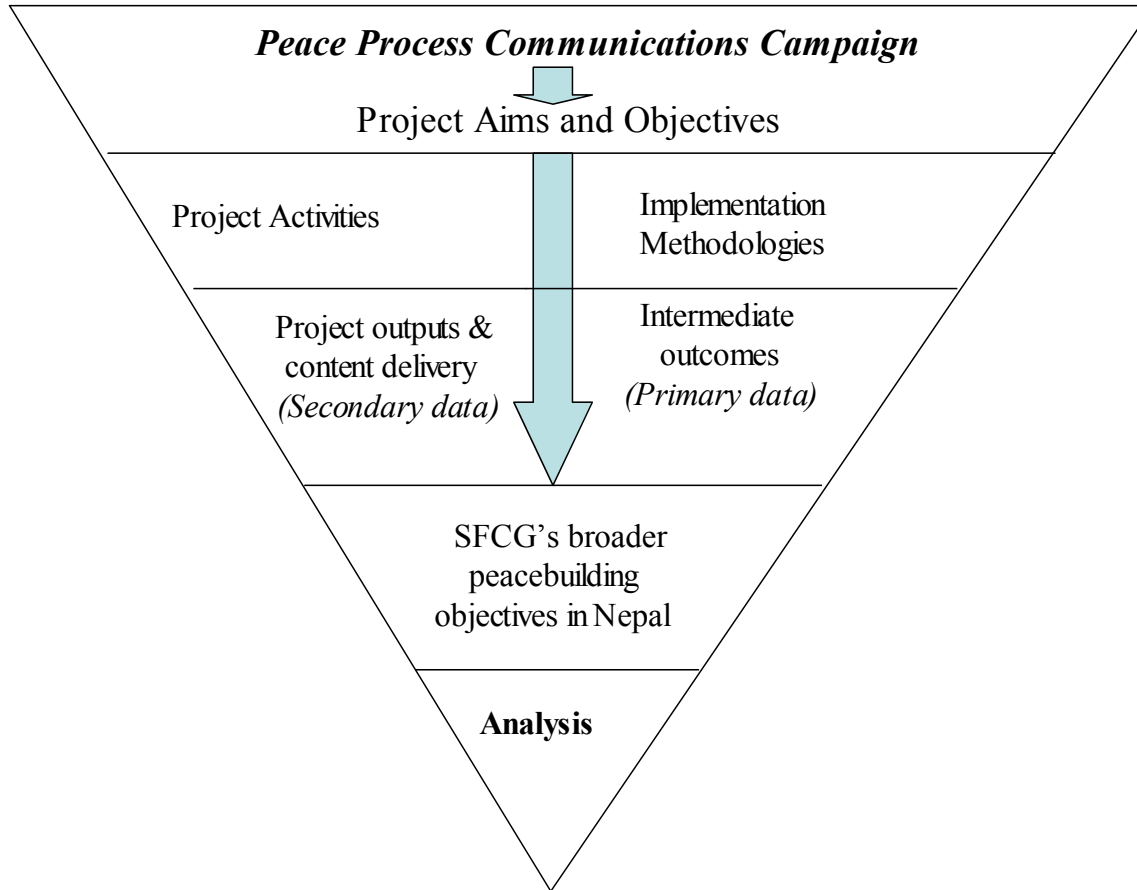 Peace Process Communications Campaign
Project Aims and Objectives
Project Activities
Implementation
Methodologies
Project outputs &
content delivery
(Secondary data)
Intermediate
outcomes
(Primary data)
SFCG's broader
peacebuilding
objectives in Nepal
Analysis